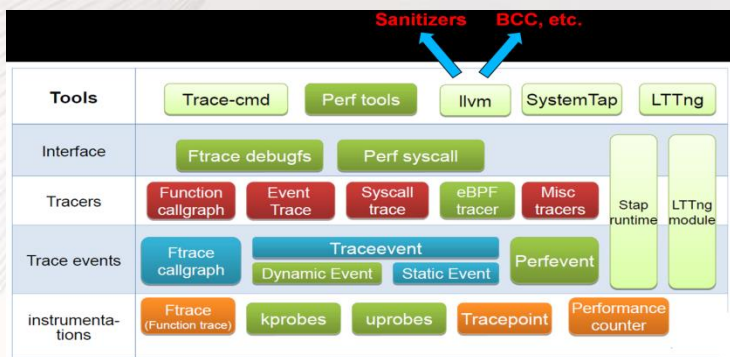 Sanitizers BCC, etc.
Tools Trace-cmd Perf tools llvm SystemTap LTTng
Interface Ftrace debugfs Perf syscall
Tracers
Function callgraph
Event Trace
Syscall trace
eBPF tracer
Misc tracers
Stap runtime
LTTng module
Trace events
Ftrace callgraph
Traceevent
Dynamic Event Static Event
Perfevent
instrumenta-
tions
Ftrace
(Function trace)
kprobes uprobes Tracepoint
Performance
counter